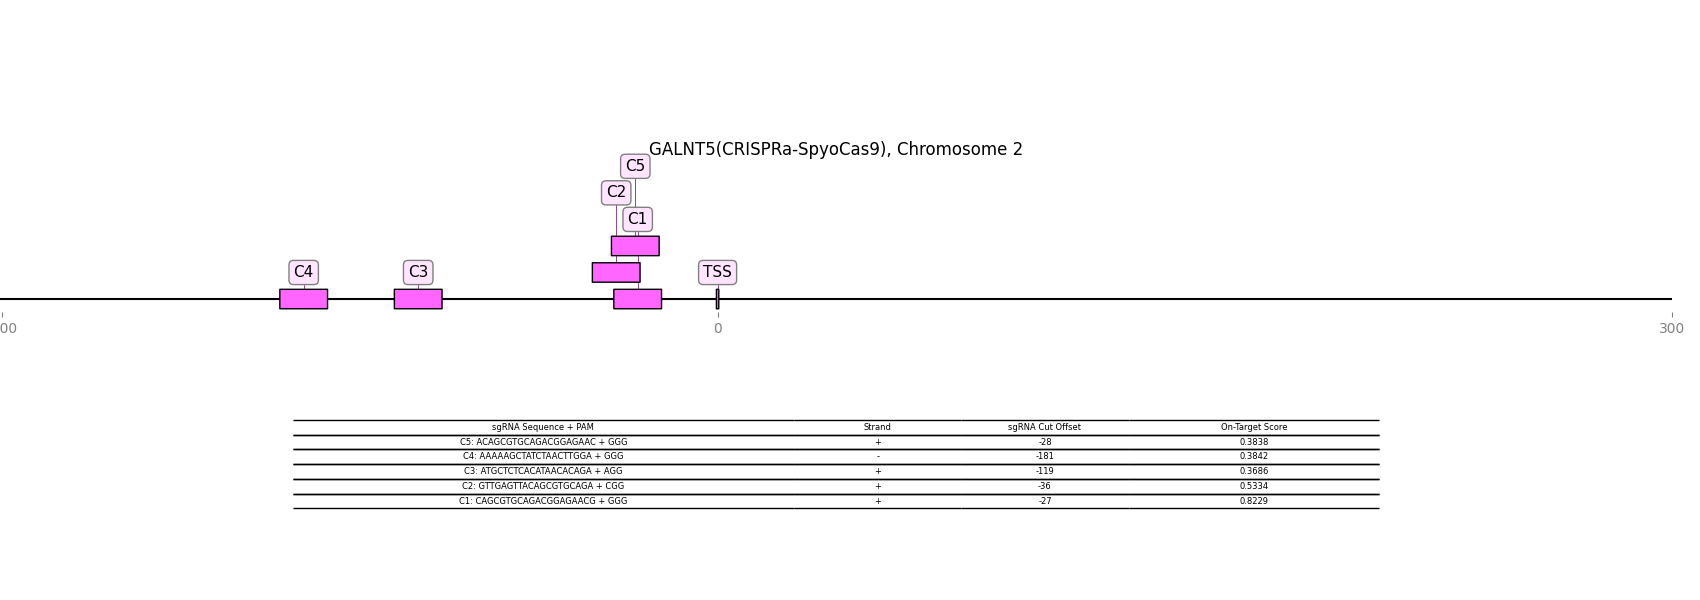 GALNT5(CRISPRa-SpyoCas9), Chromosome 2
C5
C2
C1
C4 C3 TSS
00 0 300
sgRNA Sequence + PAM Strand sgRNA Cut Offset On-Target Score
C5: ACAGCGTGCAGACGGAGAAC + GGG + -28 0.3838
C4: AAAAAGCTATCTAACTTGGA + GGG - -181 0.3842
C3: ATGCTCTCACATAACACAGA + AGG + -119 0.3686
C2: GTTGAGTTACAGCGTGCAGA + CGG + -36 0.5334
C1: CAGCGTGCAGACGGAGAACG + GGG + -27 0.8229